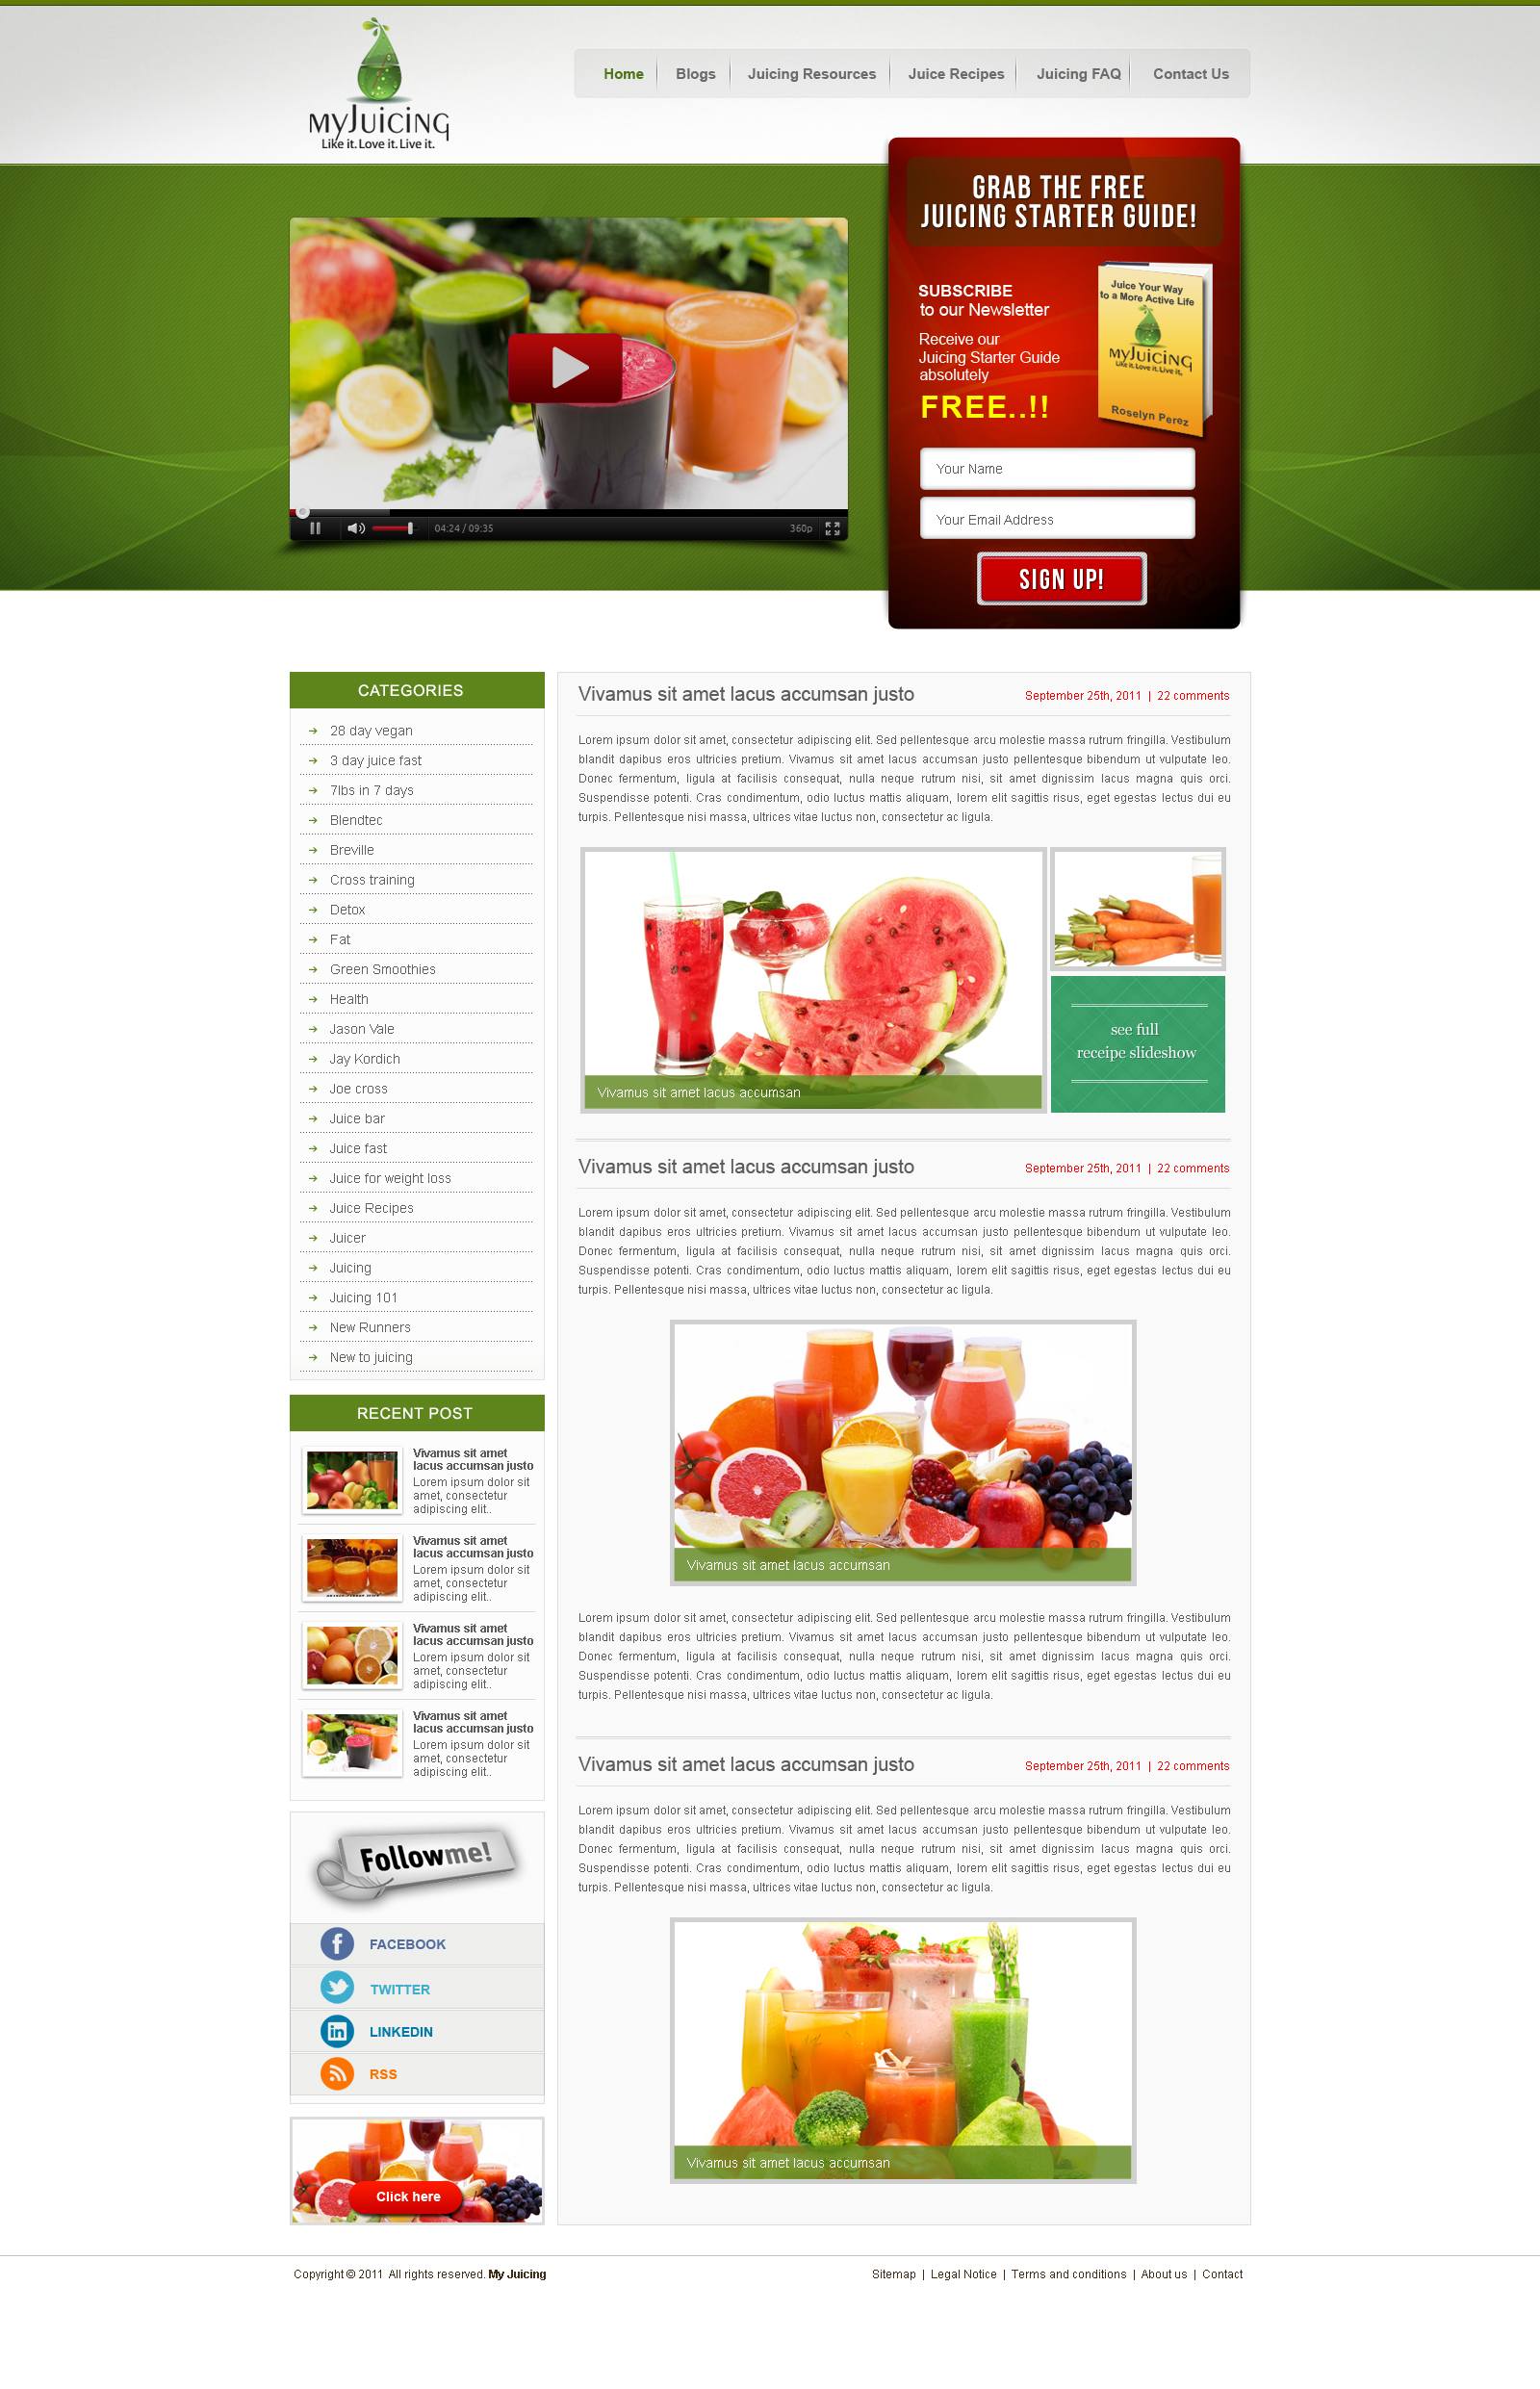 MyJuicing
Like it. Love it. Live it.
Home
Blogs
Juicing Resources
Juice Recipes
Juicing FAQ
Contact Us
GRAB THE FREE
JUICING STARTER GUIDE!
SUBSCRIBE
to our Newsletter
Receive our
Juicing Starter Guide
absolutely
FREE..!!
Juice Your Way
to a More Active Life
MyJuicing
Like it. Love it. Live it.
Roselyn Perez
Your Name
Your Email Address
SIGN UP!
04:24 / 09:35
360p
CATEGORIES
28 day vegan
3 day juice fast
7lbs in 7 days
Blendtec
Breville
Cross training
Detox
Fat
Green Smoothies
Health
Jason Vale
Jay Kordich
Joe cross
Juice bar
Juice fast
Juice for weight loss
Juice Recipes
Juicer
Juicing
Juicing 101
New Runners
New to juicing
RECENT POST
Vivamus sit amet
lacus accumsan justo
Lorem ipsum dolor sit
amet, consectetur
adipiscing elit..
Vivamus sit amet
lacus accumsan justo
Lorem ipsum dolor sit
amet, consectetur
adipiscing elit..
Vivamus sit amet
lacus accumsan justo
Lorem ipsum dolor sit
amet, consectetur
adipiscing elit..
Vivamus sit amet
lacus accumsan justo
Lorem ipsum dolor sit
amet, consectetur
adipiscing elit..
Followme!
FACEBOOK
TWITTER
LINKEDIN
RSS
Click here
Vivamus sit amet lacus accumsan justo
September 25th, 2011 | 22 comments
Lorem ipsum dolor sit amet, consectetur adipiscing elit. Sed pellentesque arcu molestie massa rutrum fringilla. Vestibulum
blandit dapibus eros ultricies pretium. Vivamus sit amet lacus accumsan justo pellentesque bibendum ut vulputate leo.
Donec fermentum, ligula at facilisis consequat, nulla neque rutrum nisi, sit amet dignissim lacus magna quis orci.
Suspendisse potenti. Cras condimentum, odio luctus mattis aliquam, lorem elit sagittis risus, eget egestas lectus dui eu
turpis. Pellentesque nisi massa, ultrices vitae luctus non, consectetur ac ligula.
Vivamus sit amet lacus accumsan
see full
receipe slideshow
Vivamus sit amet lacus accumsan justo
September 25th, 2011 | 22 comments
Lorem ipsum dolor sit amet, consectetur adipiscing elit. Sed pellentesque arcu molestie massa rutrum fringilla. Vestibulum
blandit dapibus eros ultricies pretium. Vivamus sit amet lacus accumsan justo pellentesque bibendum ut vulputate leo.
Donec fermentum, ligula at facilisis consequat, nulla neque rutrum nisi, sit amet dignissim lacus magna quis orci.
Suspendisse potenti. Cras condimentum, odio luctus mattis aliquam, lorem elit sagittis risus, eget egestas lectus dui eu
turpis. Pellentesque nisi massa, ultrices vitae luctus non, consectetur ac ligula.
Vivamus sit amet lacus accumsan
Lorem ipsum dolor sit amet, consectetur adipiscing elit. Sed pellentesque arcu molestie massa rutrum fringilla. Vestibulum
blandit dapibus eros ultricies pretium. Vivamus sit amet lacus accumsan justo pellentesque bibendum ut vulputate leo.
Donec fermentum, ligula at facilisis consequat, nulla neque rutrum nisi, sit amet dignissim lacus magna quis orci.
Suspendisse potenti. Cras condimentum, odio luctus mattis aliquam, lorem elit sagittis risus, eget egestas lectus dui eu
turpis. Pellentesque nisi massa, ultrices vitae luctus non, consectetur ac ligula.
Vivamus sit amet lacus accumsan justo
September 25th, 2011 | 22 comments
Lorem ipsum dolor sit amet, consectetur adipiscing elit. Sed pellentesque arcu molestie massa rutrum fringilla. Vestibulum
blandit dapibus eros ultricies pretium. Vivamus sit amet lacus accumsan justo pellentesque bibendum ut vulputate leo.
Donec fermentum, ligula at facilisis consequat, nulla neque rutrum nisi, sit amet dignissim lacus magna quis orci.
Suspendisse potenti. Cras condimentum, odio luctus mattis aliquam, lorem elit sagittis risus, eget egestas lectus dui eu
turpis. Pellentesque nisi massa, ultrices vitae luctus non, consectetur ac ligula.
Vivamus sit amet lacus accumsan
Copyright © 2011 All rights reserved. My Juicing
Sitemap | Legal Notice | Terms and conditions | About us | Contact